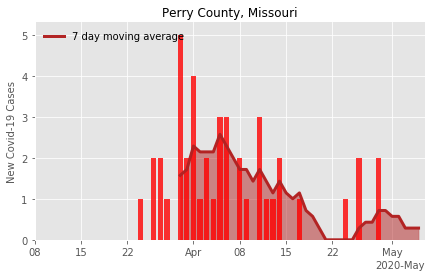 Perry County, Missouri
7 day moving average
New Covid-19 Cases
5
4
3
2
1
0
08 15 22 Apr 08 15 22 May
2020-May